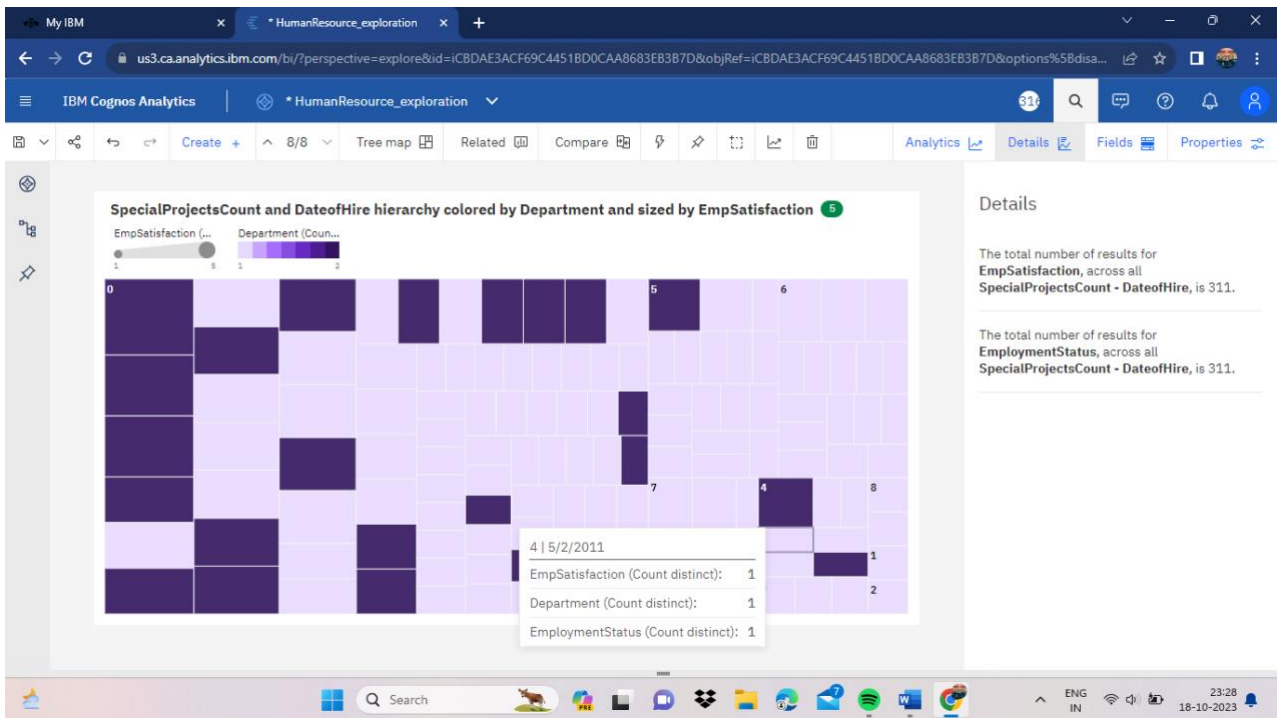 My IBM
* HumanResource_exploration
us3.ca.analytics.ibm.com/bi/?perspective=explore&id=iCBDAE3ACF69C4451BD0CAA8683EB3B7D&objRef=iCBDAE3ACF69C4451BD0CAA8683EB3B7D&options%5Bdisa...
IBM Cognos Analytics
* HumanResource_exploration
Create +
8/8
Tree map
Related
Compare
Analytics
Details
Fields
Properties
SpecialProjectsCount and DateofHire hierarchy colored by Department and sized by EmpSatisfaction 5
EmpSatisfaction (...
Department (Coun...
1 5
1 2
0
5
6
7
4
8
1
2
4 | 5/2/2011
EmpSatisfaction (Count distinct): 1
Department (Count distinct): 1
EmploymentStatus (Count distinct): 1
Details
The total number of results for
EmpSatisfaction, across all
SpecialProjectsCount - DateofHire, is 311.
The total number of results for
EmploymentStatus, across all
SpecialProjectsCount - DateofHire, is 311.
Search
PRE
7
ENG
IN
23:28
18-10-2023